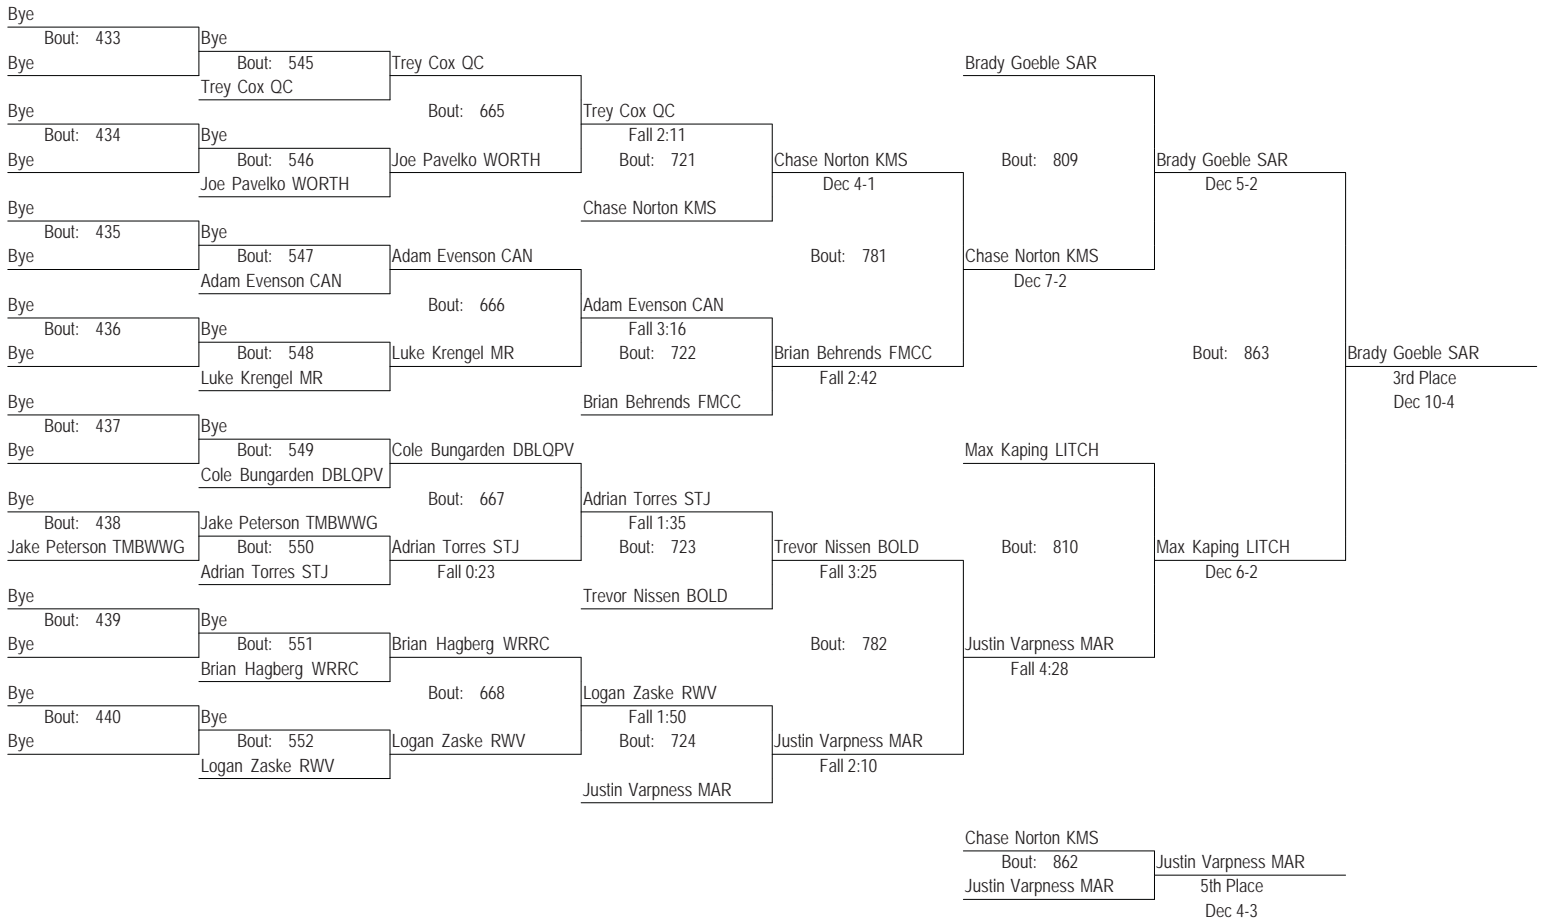 Bye
Bout: 433
Bye
Bye
Bout: 545
Trey Cox QC
Trey Cox QC
Bye
Bout: 434
Bye
Bye
Bout: 546
Joe Pavelko WORTH
Bout: 665
Joe Pavelko WORTH
Trey Cox QC
Fall 2:11
Bout: 721
Chase Norton KMS
Chase Norton KMS
Dec 4-1
Bye
Bout: 435
Bye
Bye
Bout: 547
Adam Evenson CAN
Adam Evenson CAN
Bye
Bout: 436
Bye
Bye
Bout: 548
Luke Krengel MR
Bout: 666
Luke Krengel MR
Adam Evenson CAN
Fall 3:16
Bout: 722
Brian Behrends FMCC
Brian Behrends FMCC
Fall 2:42
Bout: 781
Brady Goeble SAR
Bout: 809
Chase Norton KMS
Dec 7-2
Brady Goeble SAR
Dec 5-2
Bye
Bout: 437
Bye
Bye
Bout: 549
Cole Bungarden DBLQPV
Cole Bungarden DBLQPV
Bye
Bout: 438
Jake Peterson TMBWWG
Jake Peterson TMBWWG
Bout: 550
Adrian Torres STJ
Bout: 667
Adrian Torres STJ
Fall 0:23
Adrian Torres STJ
Fall 1:35
Bout: 723
Trevor Nissen BOLD
Trevor Nissen BOLD
Fall 3:25
Bye
Bout: 439
Bye
Bye
Bout: 551
Brian Hagberg WRRC
Brian Hagberg WRRC
Bye
Bout: 440
Bye
Bye
Bout: 552
Logan Zaske RWV
Bout: 668
Logan Zaske RWV
Logan Zaske RWV
Fall 1:50
Bout: 724
Justin Varpness MAR
Justin Varpness MAR
Fall 2:10
Bout: 782
Max Kaping LITCH
Bout: 810
Justin Varpness MAR
Fall 4:28
Max Kaping LITCH
Dec 6-2
Bout: 863
Brady Goeble SAR
3rd Place
Dec 10-4
Chase Norton KMS
Bout: 862
Justin Varpness MAR
Justin Varpness MAR
5th Place
Dec 4-3